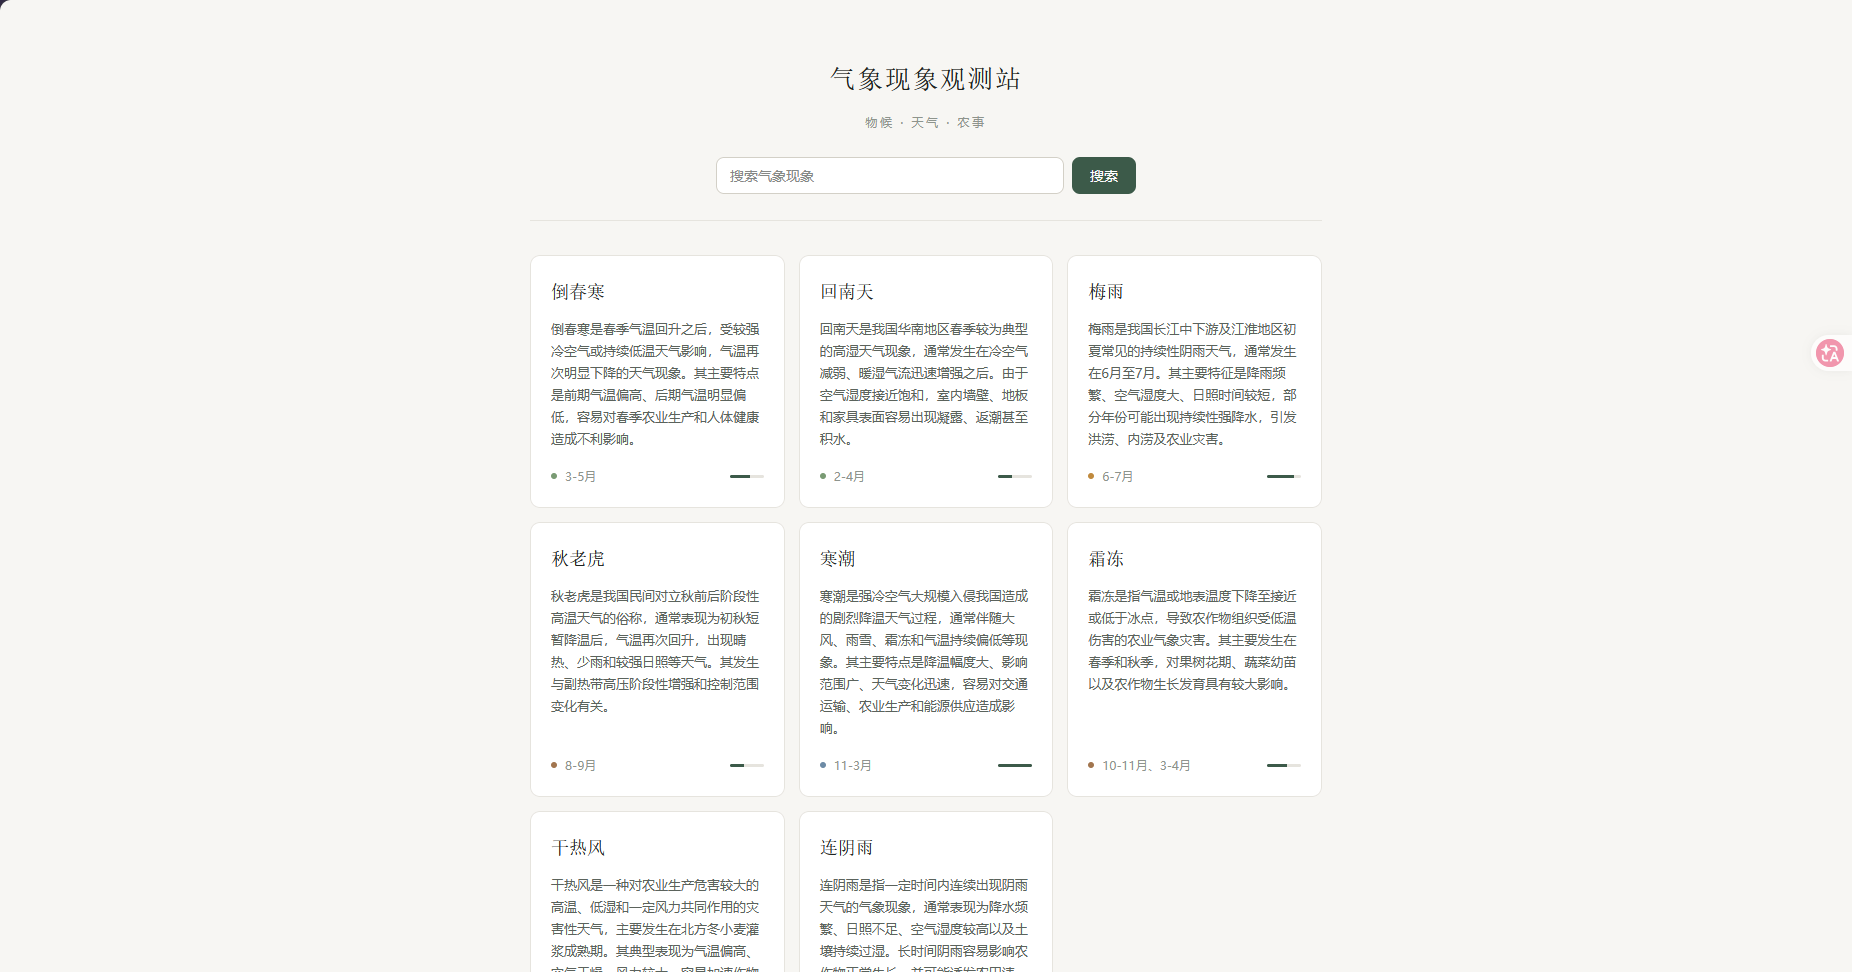 气象现象观测站
物候 · 天气 · 农事
搜索气象现象
搜索
倒春寒
倒春寒是春季气温回升之后，受较强
冷空气或持续低温天气影响，气温再
次明显下降的天气现象。其主要特点
是前期气温偏高、后期气温明显偏
低，容易对春季农业生产和人体健康
造成不利影响。
3-5月
回南天
回南天是我国华南地区春季较为典型
的高湿天气现象，通常发生在冷空气
减弱、暖湿气流迅速增强之后。由于
空气湿度接近饱和，室内墙壁、地板
和家具表面容易出现凝露、返潮甚至
积水。
2-4月
梅雨
梅雨是我国长江中下游及江淮地区初
夏常见的持续性阴雨天气，通常发生
在6月至7月。其主要特征是降雨频
繁、空气湿度大、日照时间较短，部
分年份可能出现持续性强降水，引发
洪涝、内涝及农业灾害。
6-7月
秋老虎
秋老虎是我国民间对立秋前后阶段性
高温天气的俗称，通常表现为初秋短
暂降温后，气温再次回升，出现晴
热、少雨和较强日照等天气。其发生
与副热带高压阶段性增强和控制范围
变化有关。
8-9月
寒潮
寒潮是强冷空气大规模入侵我国造成
的剧烈降温天气过程，通常伴随大
风、雨雪、霜冻和气温持续偏低等现
象。其主要特点是降温幅度大、影响
范围广、天气变化迅速，容易对交通
运输、农业生产和能源供应造成影
响。
11-3月
霜冻
霜冻是指气温或地表温度下降至接近
或低于冰点，导致农作物组织受低温
伤害的农业气象灾害。其主要发生在
春季和秋季，对果树花期、蔬菜幼苗
以及农作物生长发育具有较大影响。
10-11月、3-4月
干热风
干热风是一种对农业生产危害较大的
高温、低湿和一定风力共同作用的灾
害性天气，主要发生在北方冬小麦灌
浆成熟期。其典型表现为气温偏高、
空气干燥、风力较大，容易加速作物
连阴雨
连阴雨是指一定时间内连续出现阴雨
天气的气象现象，通常表现为降水频
繁、日照不足、空气湿度较高以及土
壤持续过湿。长时间阴雨容易影响农
作物正常生长，并可能诱发农田渍